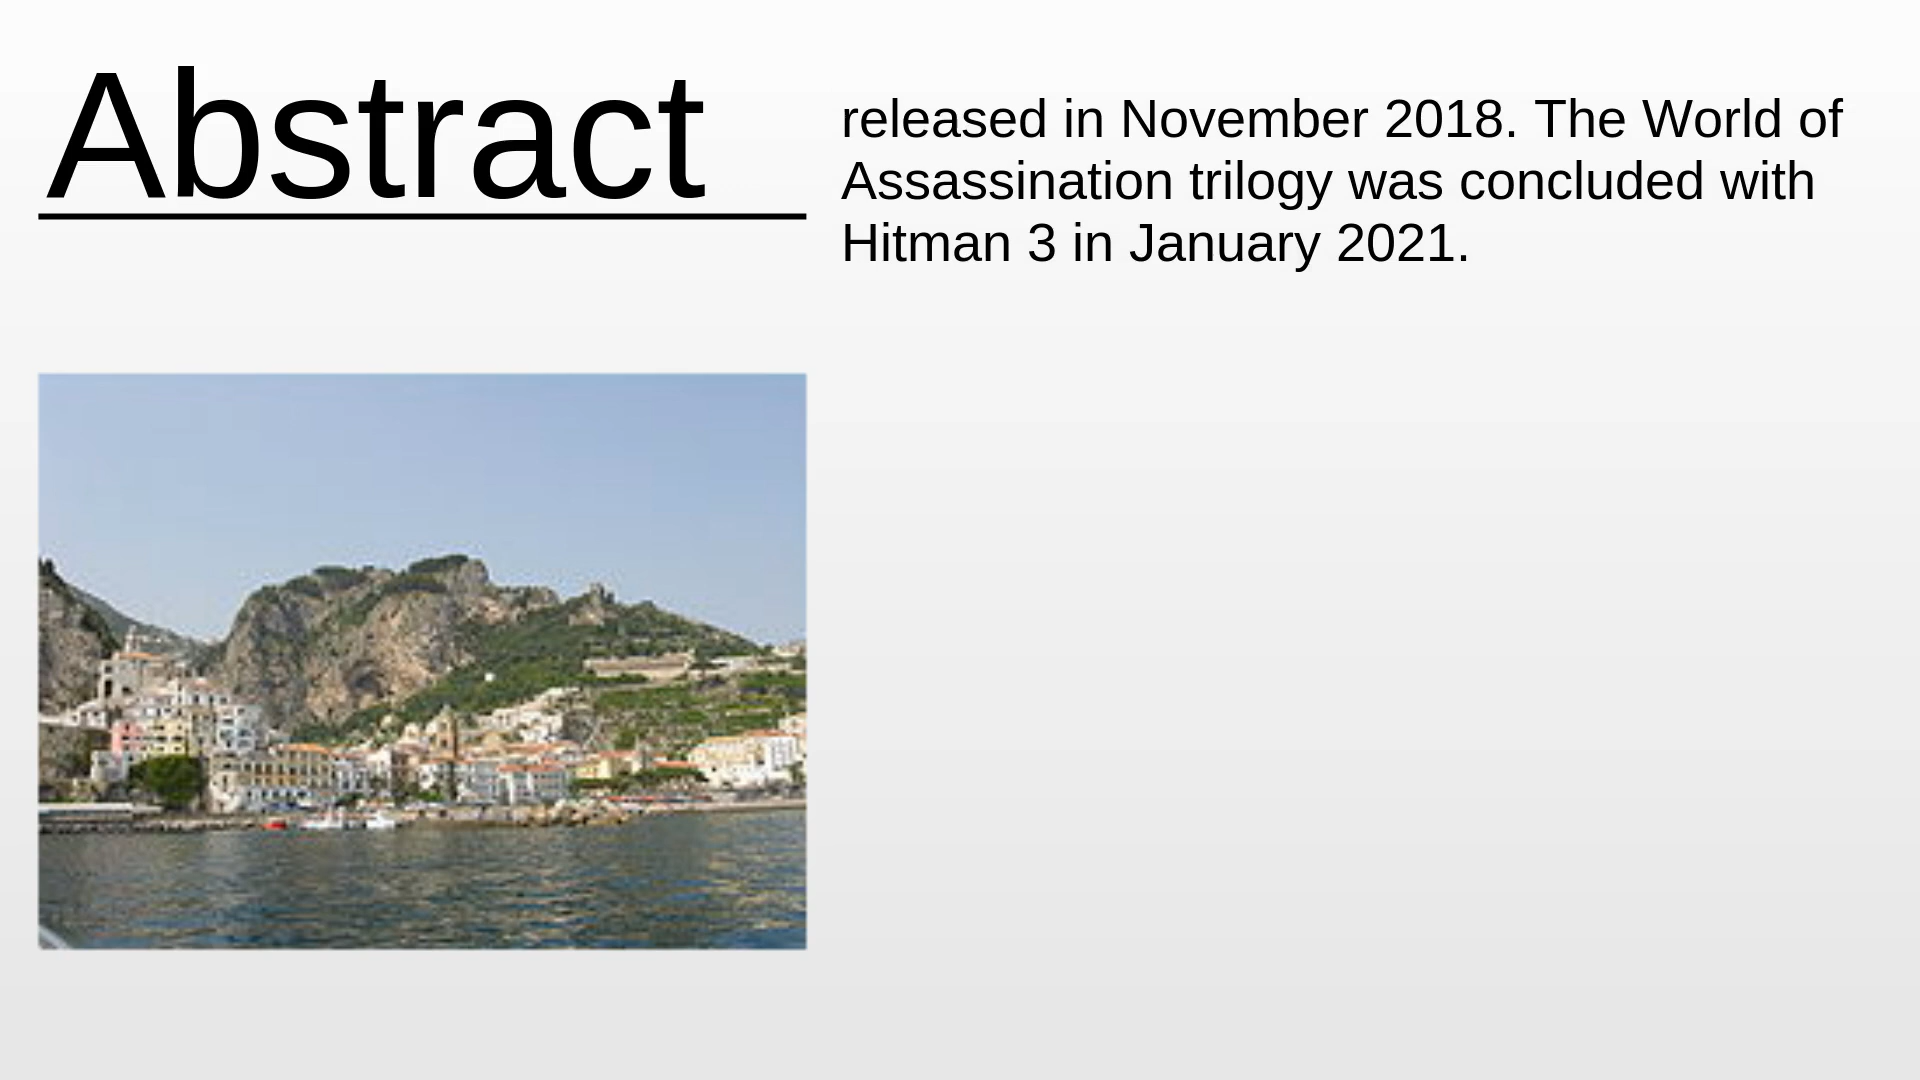 Abstract
released in November 2018. The World of
Assassination trilogy was concluded with
Hitman 3 in January 2021.